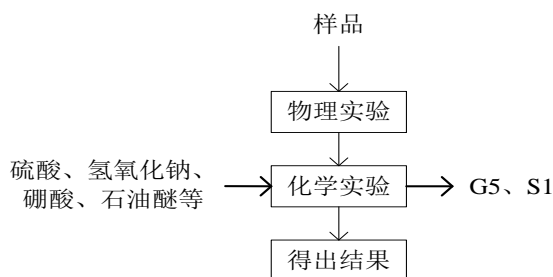 样品
物理实验
硫酸、氢氧化钠、
硼酸、石油醚等
化学实验
G5、S1
得出结果